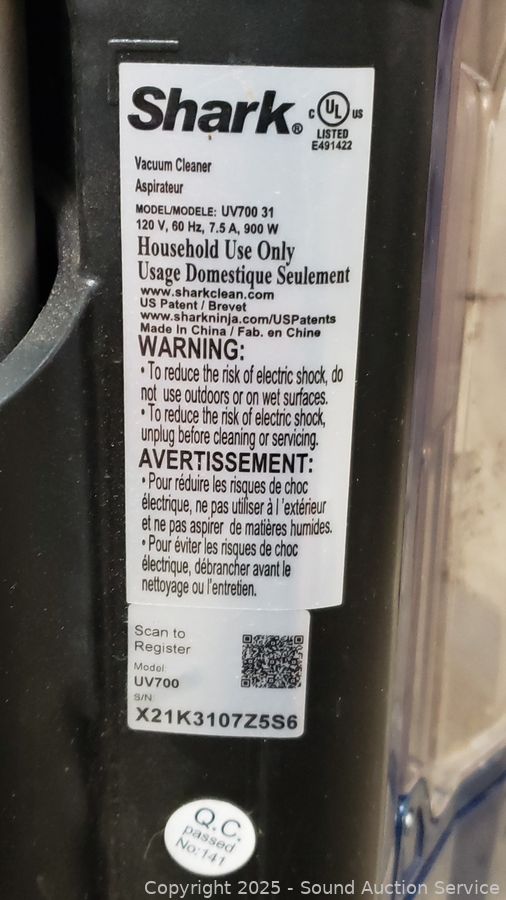 Shark®
C UL US
LISTED
E491422
Vacuum Cleaner
Aspirateur
MODEL/MODELE: UV700 31
120 V, 60 Hz, 7.5 A, 900 W
Household Use Only
Usage Domestique Seulement
www.sharkclean.com
US Patent / Brevet
www.sharkninja.com/USPatents
Made In China / Fab. en Chine
WARNING:
• To reduce the risk of electric shock, do
not use outdoors or on wet surfaces.
• To reduce the risk of electric shock,
unplug before cleaning or servicing.
AVERTISSEMENT:
• Pour réduire les risques de choc
électrique, ne pas utiliser à l'extérieur
et ne pas aspirer de matières humides.
• Pour éviter les risques de choc
électrique, débrancher avant le
nettoyage ou l'entretien.
Scan to
Register
Model:
UV700
S/N:
X21K3107Z5S6
Q.C.
passed
No:141
Copyright 2025 - Sound Auction Service